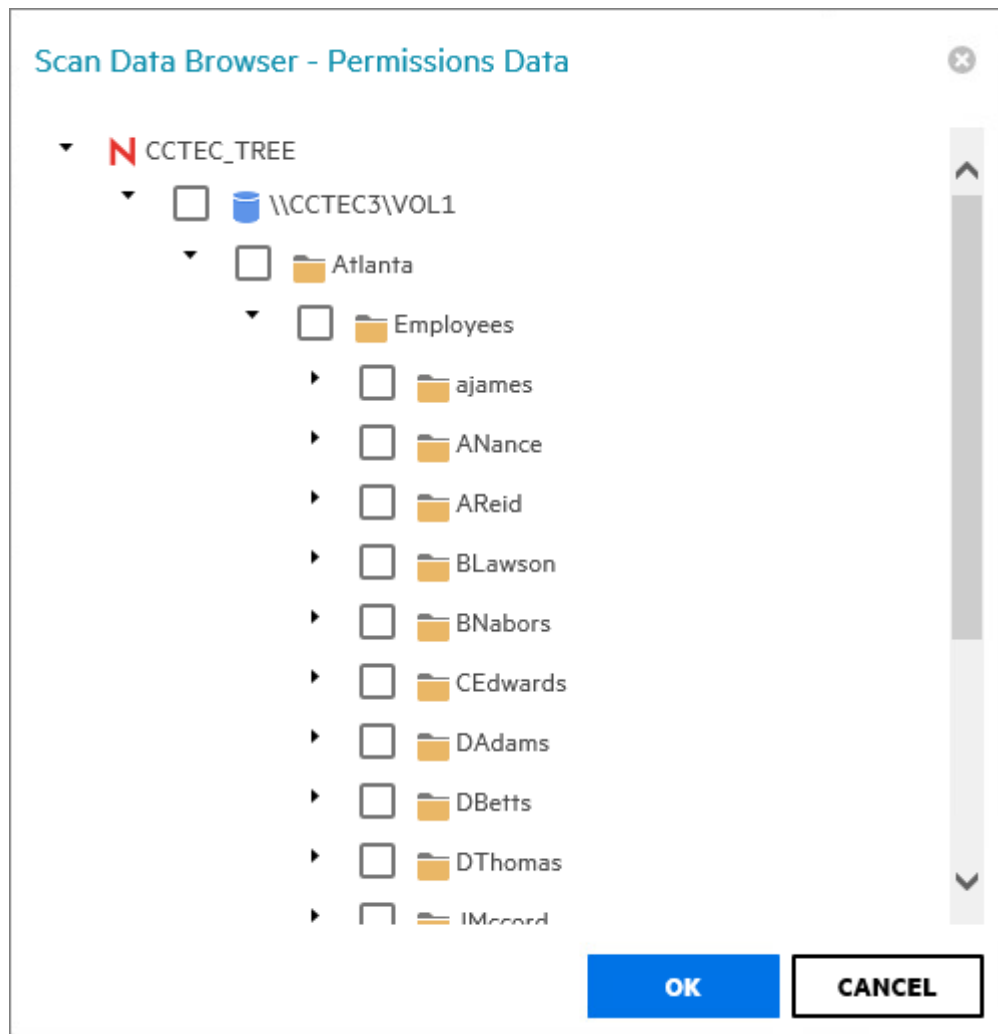 Scan Data Browser - Permissions Data
CCTEC_TREE
\\CCTEC3\VOL1
Atlanta
Employees
ajames
ANance
AReid
BLawson
BNabors
CEdwards
DAdams
DBetts
DThomas
JMccord
OK
CANCEL